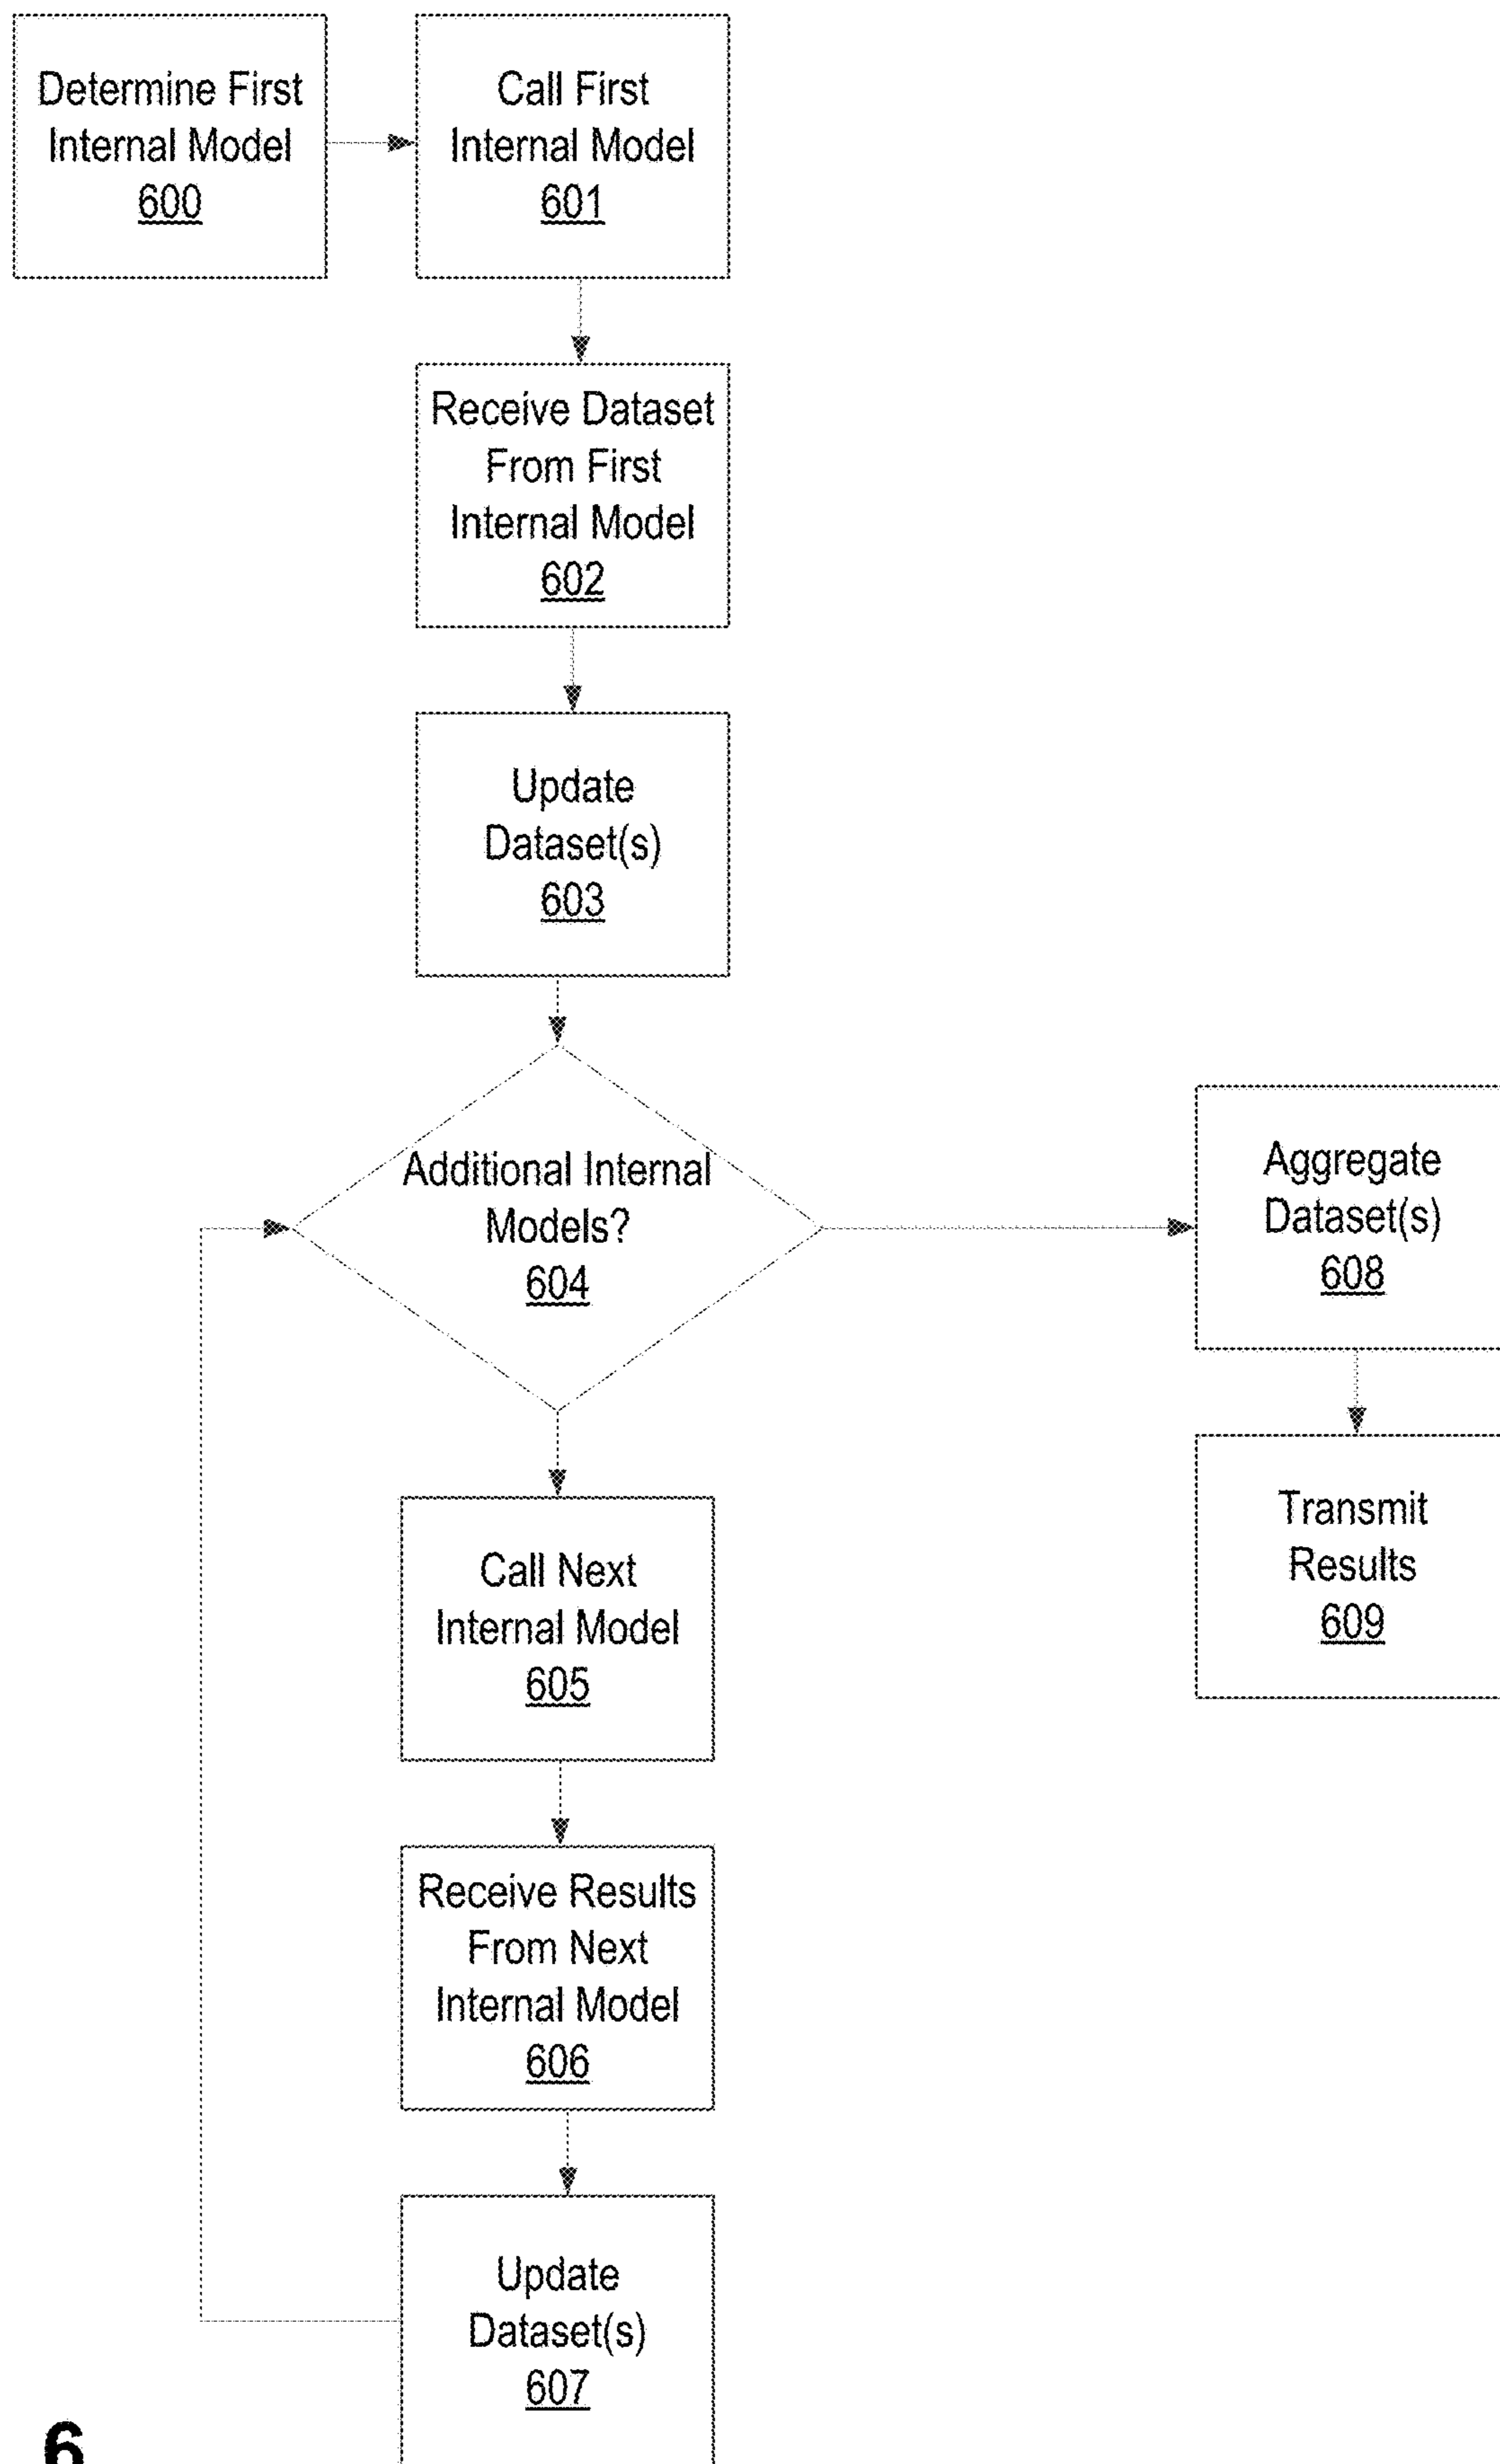 Determine First
Internal Model
600
Call First
Internal Model
601
Receive Dataset
From First
Internal Model
602
Update
Dataset(s)
603
Additional Internal
Models?
604
Aggregate
Dataset(s)
608
Transmit
Results
609
Call Next
Internal Model
605
Receive Results
From Next
Internal Model
606
Update
Dataset(s)
607
6